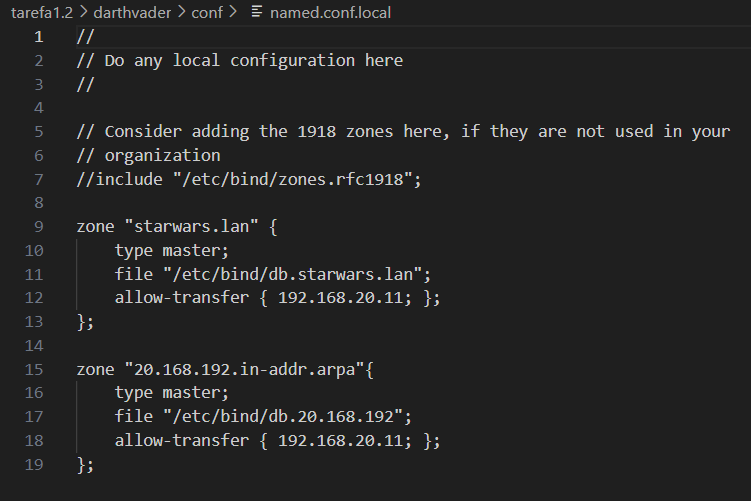 tarefa1.2 > darthvader > conf > named.conf.local
1 //
2 // Do any local configuration here
3 //
4
5 // Consider adding the 1918 zones here, if they are not used in your
6 // organization
7 //include "/etc/bind/zones.rfc1918";
8
9 zone "starwars.lan" {
10     type master;
11     file "/etc/bind/db.starwars.lan";
12     allow-transfer { 192.168.20.11; };
13 };
14
15 zone "20.168.192.in-addr.arpa"{
16     type master;
17     file "/etc/bind/db.20.168.192";
18     allow-transfer { 192.168.20.11; };
19 };